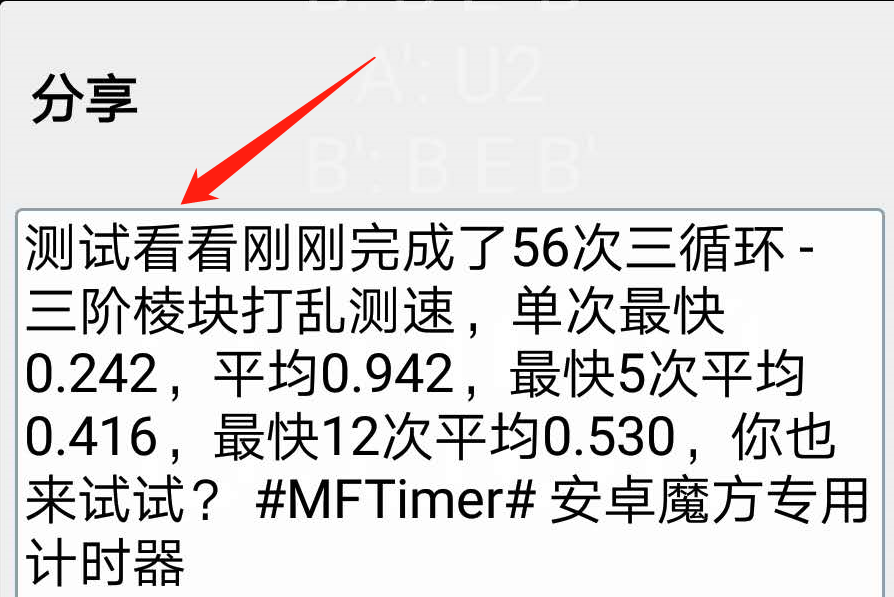 B: B E B
A': U2
分享
B': B E B'
测试看看刚刚完成了56次三循环 -
三阶棱块打乱测速，单次最快
0.242，平均0.942，最快5次平均
0.416，最快12次平均0.530，你也
来试试？ #MFTimer# 安卓魔方专用
计时器